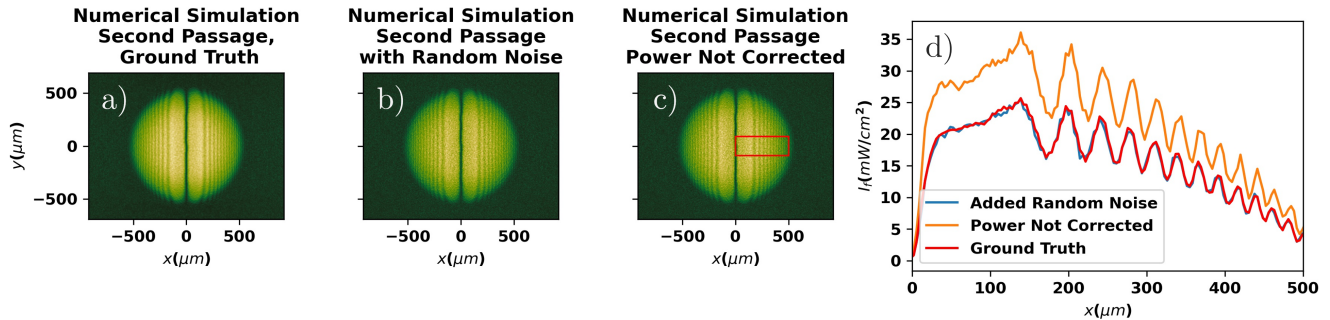 Numerical Simulation
Second Passage,
Ground Truth
Numerical Simulation
Second Passage
with Random Noise
Numerical Simulation
Second Passage
Power Not Corrected
a)
b)
c)
d)
y(μm)
500
0
−500
−500 0 500
x(μm)
−500 0 500
x(μm)
−500 0 500
x(μm)
I_f(mW/cm²)
35
30
25
20
15
10
5
0
Added Random Noise
Power Not Corrected
Ground Truth
0 100 200 300 400 500
x(μm)